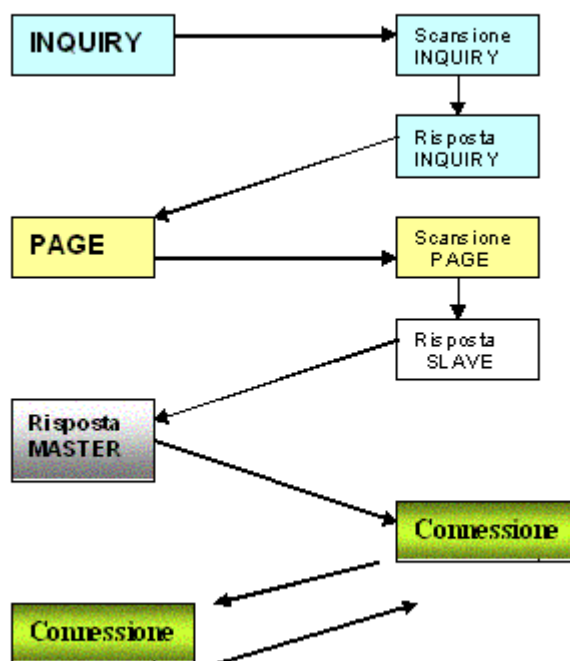 INQUIRY
Scansione
INQUIRY
Risposta
INQUIRY
PAGE
Scansione
PAGE
Risposta
SLAVE
Risposta
MASTER
Connessione
Connessione